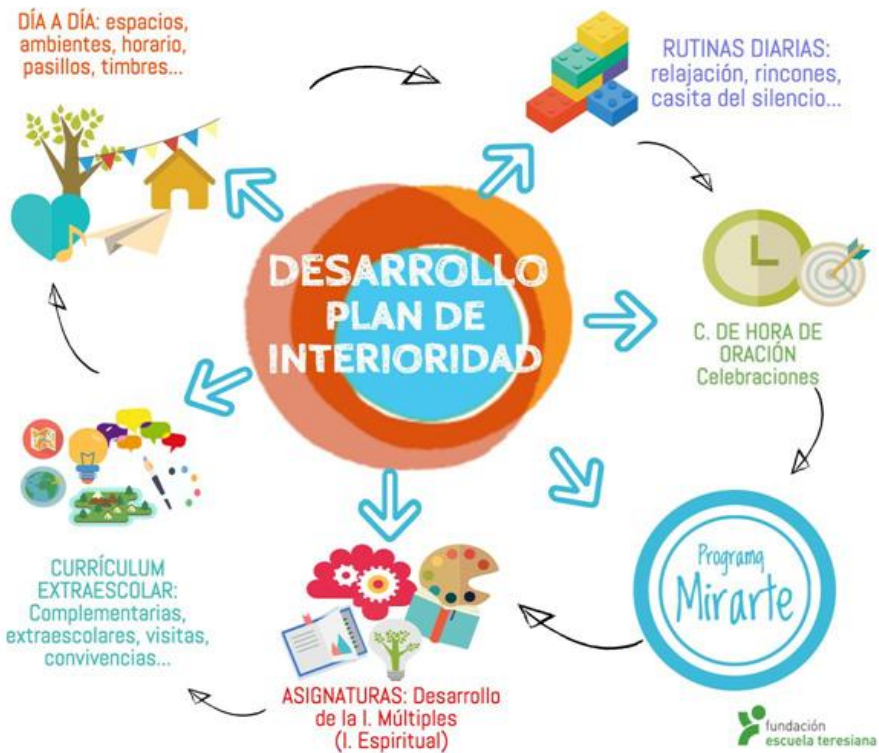 DÍA A DÍA: espacios,
ambientes, horario,
pasillos, timbres...
RUTINAS DIARIAS:
relajación, rincones,
casita del silencio...
DESARROLLO
PLAN DE
INTERIORIDAD
C. DE HORA DE
ORACIÓN
Celebraciones
Programa
Mirarte
ASIGNATURAS: Desarrollo
de la I. Múltiples
(I. Espiritual)
CURRÍCULUM
EXTRAESCOLAR:
Complementarias,
extraescolares, visitas,
convivencias...
fundación
escuela teresiana